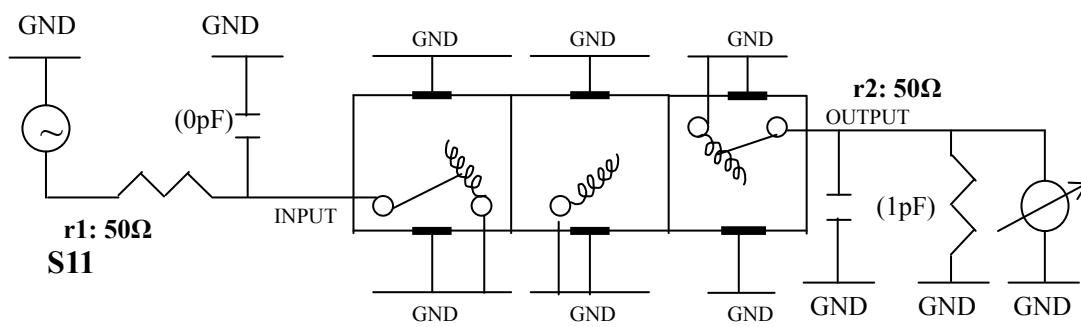 GND
GND
GND
GND
GND
r2: 50Ω
OUTPUT
(0pF)
INPUT
(1pF)
r1: 50Ω
S11
GND
GND
GND
GND
GND
GND